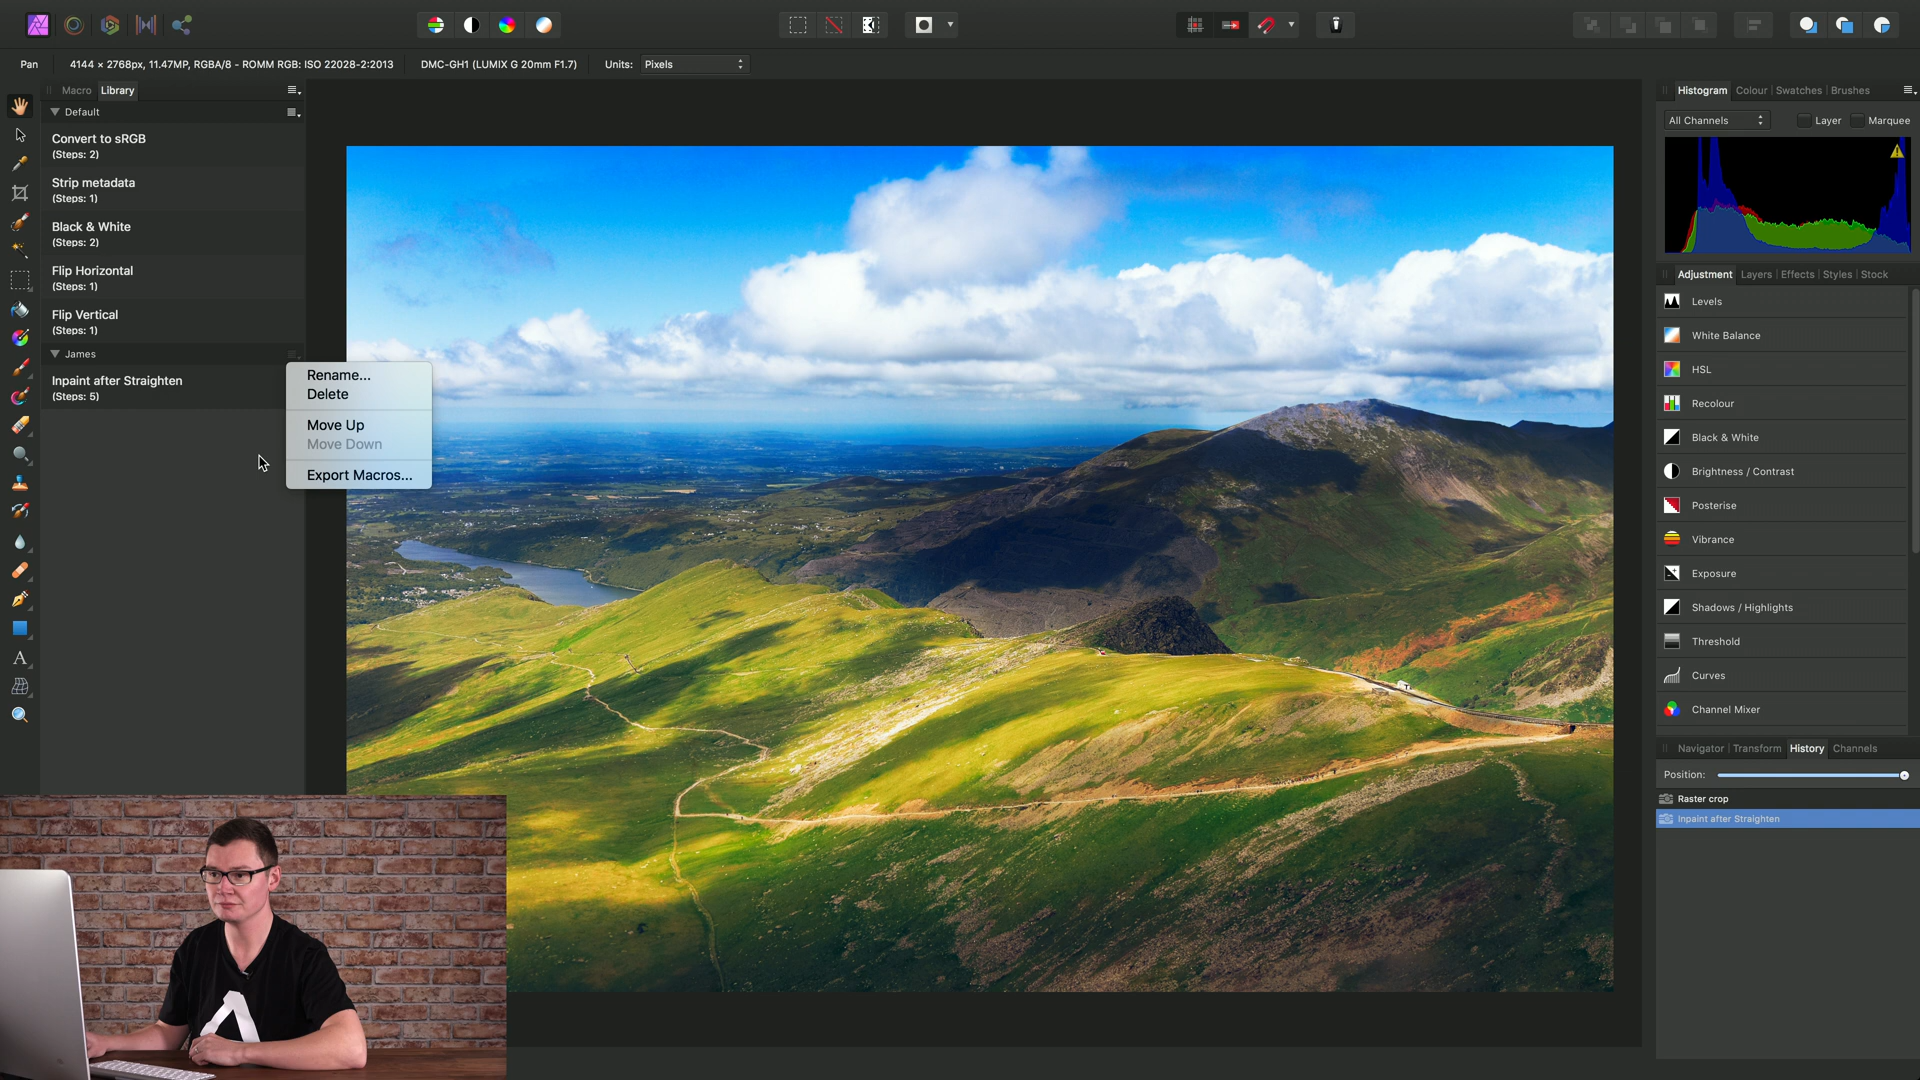 Pan
4144 × 2768px, 11.47MP, RGBA/8 - ROMM RGB: ISO 22028-2:2013
DMC-GH1 (LUMIX G 20mm F1.7)
Units:
Pixels
Macro
Library
Default
Convert to sRGB
(Steps: 2)
Strip metadata
(Steps: 1)
Black & White
(Steps: 2)
Flip Horizontal
(Steps: 1)
Flip Vertical
(Steps: 1)
James
Inpaint after Straighten
(Steps: 5)
Rename...
Delete
Move Up
Move Down
Export Macros...
Histogram
Colour
Swatches
Brushes
All Channels
Layer
Marquee
Adjustment
Layers
Effects
Styles
Stock
Levels
White Balance
HSL
Recolour
Black & White
Brightness / Contrast
Posterise
Vibrance
Exposure
Shadows / Highlights
Threshold
Curves
Channel Mixer
Navigator
Transform
History
Channels
Position:
Raster crop
Inpaint after Straighten